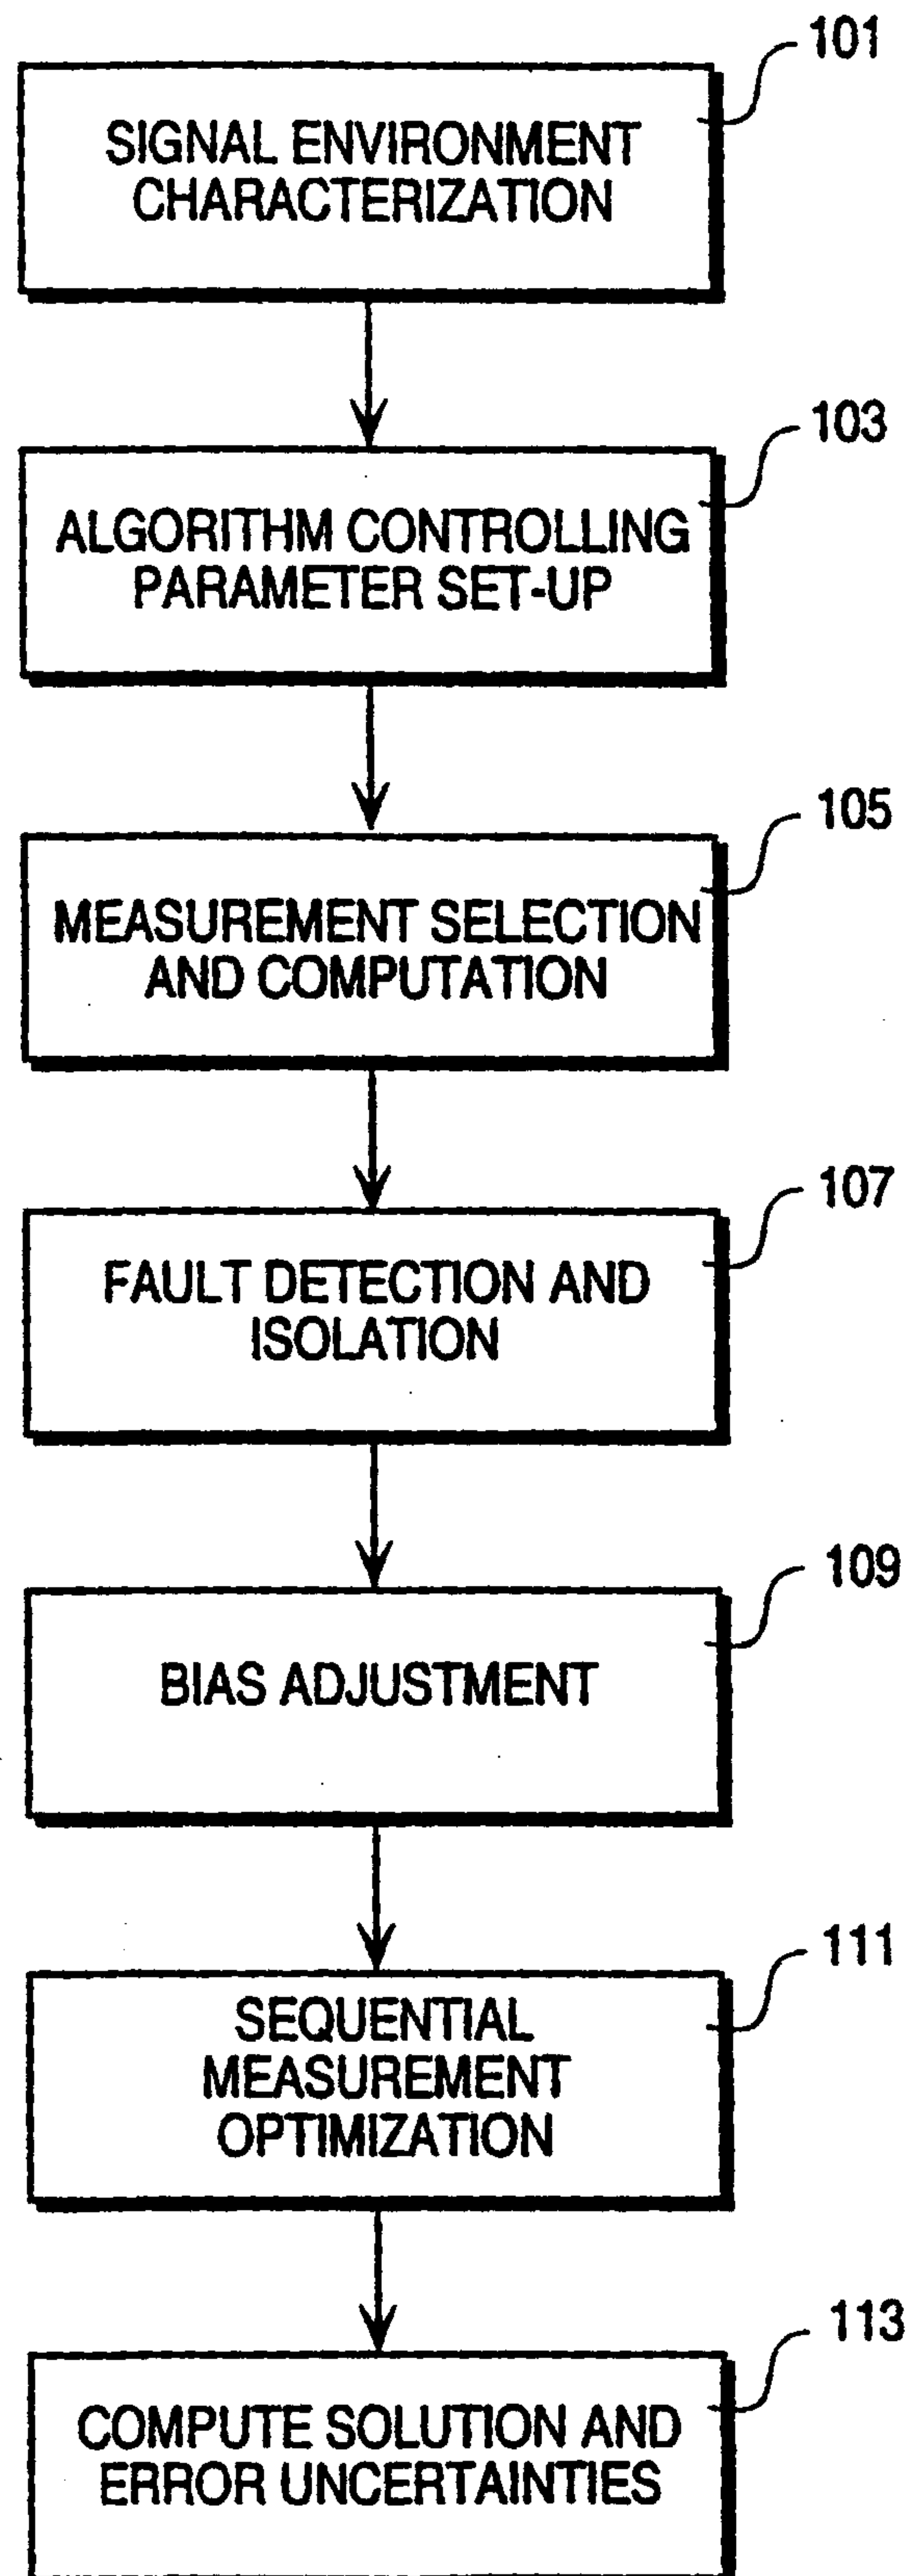 101
SIGNAL ENVIRONMENT
CHARACTERIZATION
103
ALGORITHM CONTROLLING
PARAMETER SET-UP
105
MEASUREMENT SELECTION
AND COMPUTATION
107
FAULT DETECTION AND
ISOLATION
109
BIAS ADJUSTMENT
111
SEQUENTIAL
MEASUREMENT
OPTIMIZATION
113
COMPUTE SOLUTION AND
ERROR UNCERTAINTIES